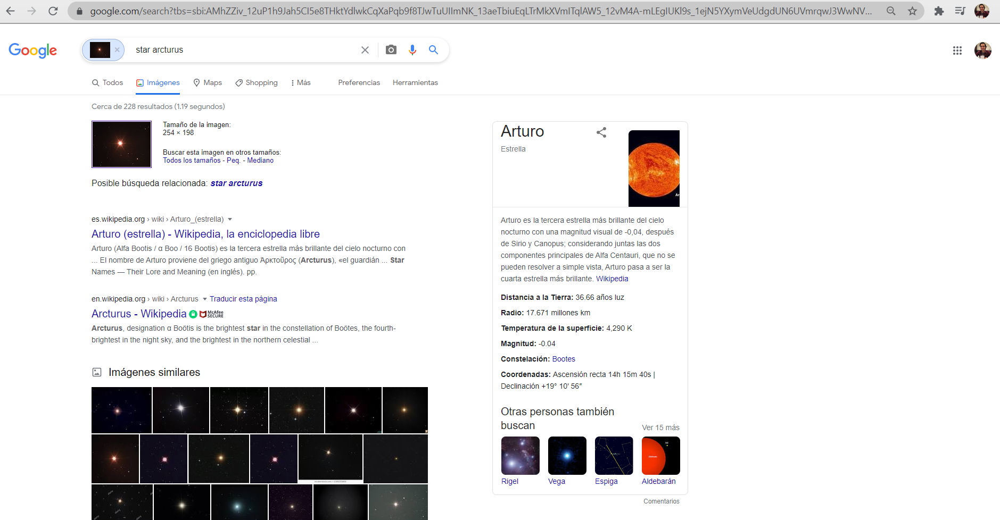 google.com/search?tbs=sbi:AMhZZiv_12uP1h9Jah5CI5e8THktYdlwkCqXaPqb9f8TJwTuUIImNK_13aeTbiuEqLTrMkXVmITqlAW5_12vM4A-mLEgIUKl9s_1ejN5YXymVeUdgdUN6UVmrqwJ3WwNV...
Google
star arcturus
Todos
Imágenes
Maps
Shopping
Más
Preferencias
Herramientas
Cerca de 228 resultados (1.19 segundos)
Tamaño de la imagen:
254 × 198
Buscar esta imagen en otros tamaños:
Todos los tamaños - Peq. - Mediano
Posible búsqueda relacionada: star arcturus
es.wikipedia.org › wiki › Arturo_(estrella)
Arturo (estrella) - Wikipedia, la enciclopedia libre
Arturo (Alfa Bootis / α Boo / 16 Bootis) es la tercera estrella más brillante del cielo nocturno con
... El nombre de Arturo proviene del griego antiguo Ἀρκτοῦρος (Arcturus), «el guardián ... Star
Names — Their Lore and Meaning (en inglés). pp.
en.wikipedia.org › wiki › Arcturus Traducir esta página
Arcturus - Wikipedia McAfee SECURE
Arcturus, designation α Boötis is the brightest star in the constellation of Boötes, the fourth-
brightest in the night sky, and the brightest in the northern celestial ...
Imágenes similares
Arturo
Estrella
Ar
Arturo es la tercera estrella más brillante del cielo
nocturno con una magnitud visual de -0,04, después
de Sirio y Canopus; considerando juntas las dos
componentes principales de Alfa Centauri, que no se
pueden resolver a simple vista, Arturo pasa a ser la
cuarta estrella más brillante. Wikipedia
Distancia a la Tierra: 36.66 años luz
Radio: 17.671 millones km
Temperatura de la superficie: 4,290 K
Magnitud: -0.04
Constelación: Bootes
Coordenadas: Ascensión recta 14h 15m 40s |
Declinación +19° 10′ 56″
Otras personas también
buscan
Ver 15 más
Rigel
Vega
Espiga
Aldebarán
Comentarios